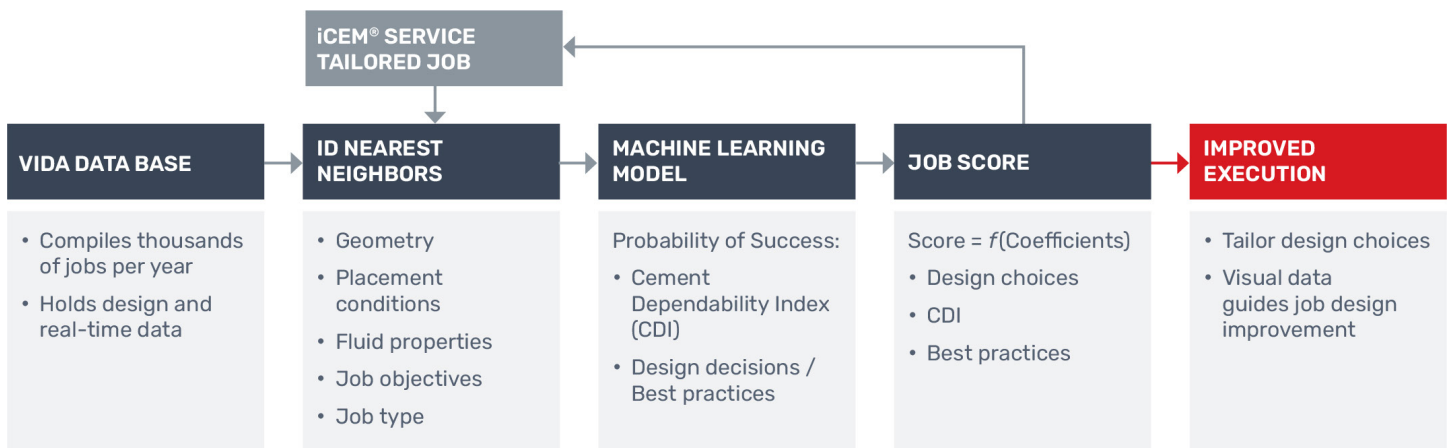 iCEM® SERVICE
TAILORED JOB
VIDA DATA BASE
ID NEAREST
NEIGHBORS
MACHINE LEARNING
MODEL
JOB SCORE
IMPROVED
EXECUTION
• Compiles thousands
of jobs per year
• Holds design and
real-time data
• Geometry
• Placement
conditions
• Fluid properties
• Job objectives
• Job type
Probability of Success:
• Cement
Dependability Index
(CDI)
• Design decisions /
Best practices
Score = f(Coefficients)
• Design choices
• CDI
• Best practices
• Tailor design choices
• Visual data
guides job design
improvement